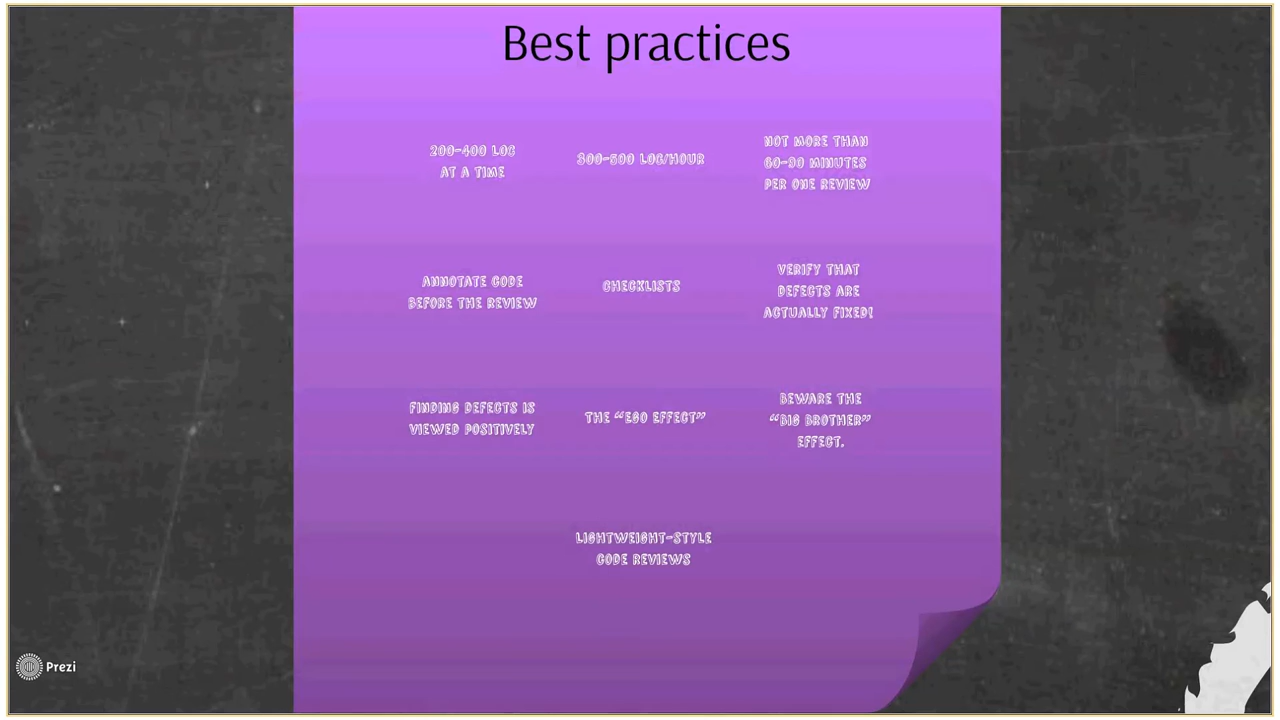 Best practices
200-400 LOC
AT A TIME
300-500 LOC/HOUR
NOT MORE THAN
60-90 MINUTES
PER ONE REVIEW
ANNOTATE CODE
BEFORE THE REVIEW
CHECKLISTS
VERIFY THAT
DEFECTS ARE
ACTUALLY FIXED!
FINDING DEFECTS IS
VIEWED POSITIVELY
THE “EGO EFFECT”
BEWARE THE
“BIG BROTHER”
EFFECT.
LIGHTWEIGHT-STYLE
CODE REVIEWS
Prezi